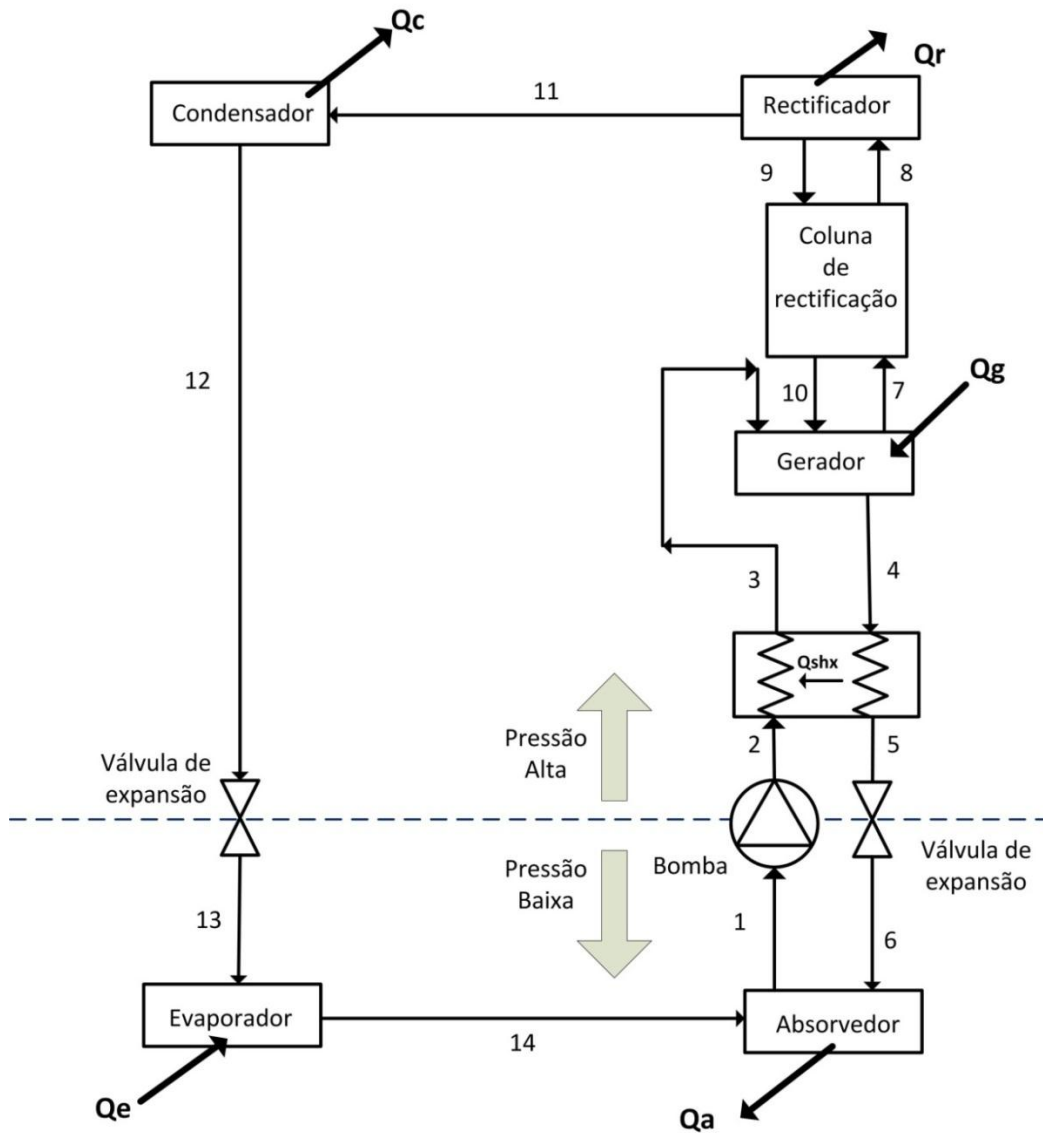 Qc
Qr
Condensador
11
Rectificador
9
8
Coluna
de
rectificação
12
10
7
Qg
Gerador
3
4
Qshx
Pressão
Alta
2
5
Válvula de
expansão
Pressão
Baixa
Bomba
Válvula de
expansão
13
1
6
Evaporador
14
Absorvedor
Qe
Qa